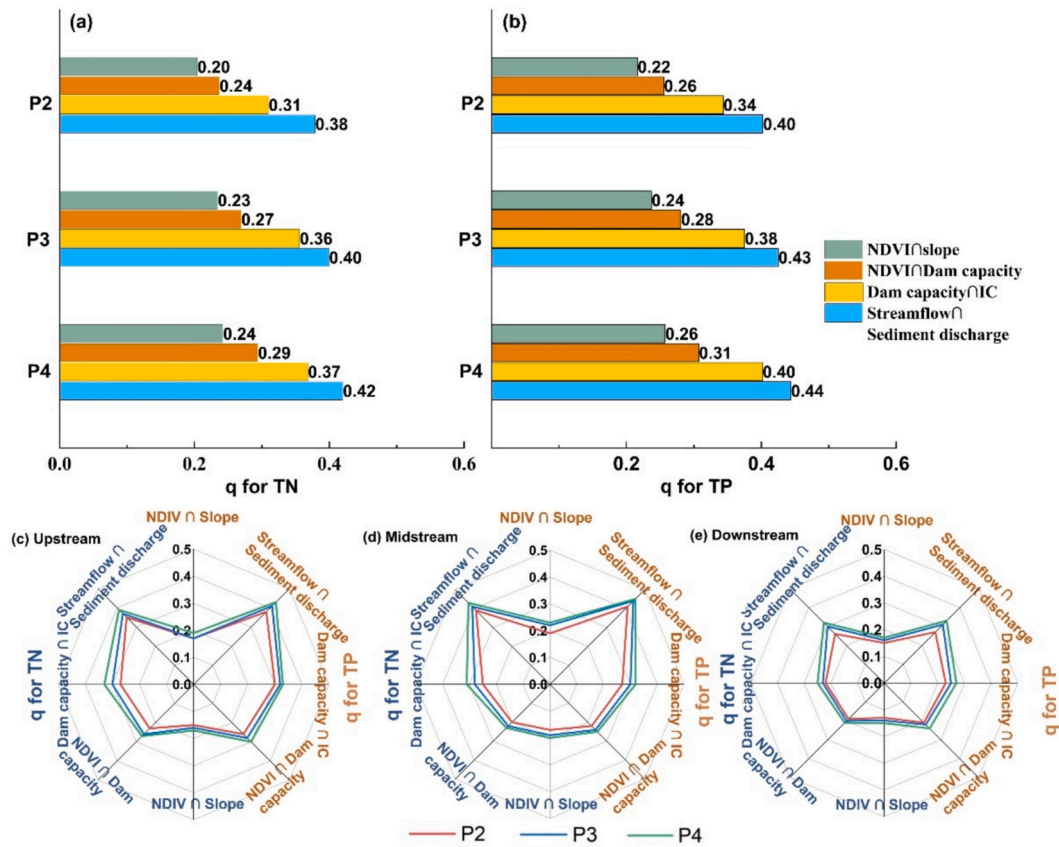 (a)
P2
0.20
0.24
0.31
0.38
P3
0.23
0.27
0.36
0.40
P4
0.24
0.29
0.37
0.42
0.0
0.2
0.4
0.6
q for TN
(b)
P2
0.22
0.26
0.34
0.40
P3
0.24
0.28
0.38
0.43
P4
0.26
0.31
0.40
0.44
0.2
0.4
0.6
q for TP
NDVI∩slope
NDVI∩Dam capacity
Dam capacity∩IC
Streamflow∩
Sediment discharge
(c) Upstream
NDIV ∩ Slope
Streamflow ∩
Sediment discharge
Dam capacity ∩ IC
NDVI ∩ Dam
capacity
NDIV ∩ Slope
NDVI ∩ Dam
capacity
Dam capacity ∩ IC
Streamflow ∩
Sediment discharge
q for TN
q for TP
0.5
0.4
0.3
0.2
0.1
0.0
(d) Midstream
NDIV ∩ Slope
Streamflow ∩
Sediment discharge
Dam capacity ∩ IC
NDVI ∩ Dam
capacity
NDIV ∩ Slope
NDVI ∩ Dam
capacity
Dam capacity ∩ IC
Streamflow ∩
Sediment discharge
q for TN
q for TP
0.5
0.4
0.3
0.2
0.1
0.0
(e) Downstream
NDIV ∩ Slope
Streamflow ∩
Sediment discharge
Dam capacity ∩ IC
NDVI ∩ Dam
capacity
NDIV ∩ Slope
NDVI ∩ Dam
capacity
Dam capacity ∩ IC
Streamflow ∩
Sediment discharge
q for TN
q for TP
0.5
0.4
0.3
0.2
0.1
0.0
P2
P3
P4